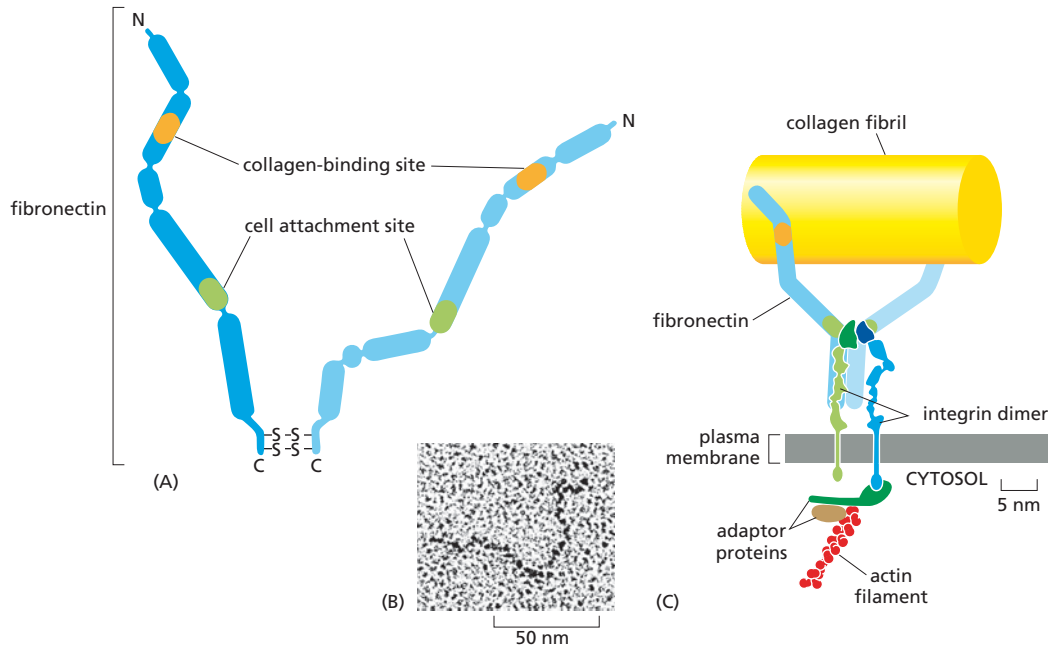 N
N
collagen-binding site
fibronectin
cell attachment site
S
S
S
S
C
C
(A)
(B)
50 nm
collagen fibril
fibronectin
integrin dimer
plasma
membrane
CYTOSOL
5 nm
adaptor
proteins
actin
filament
(C)